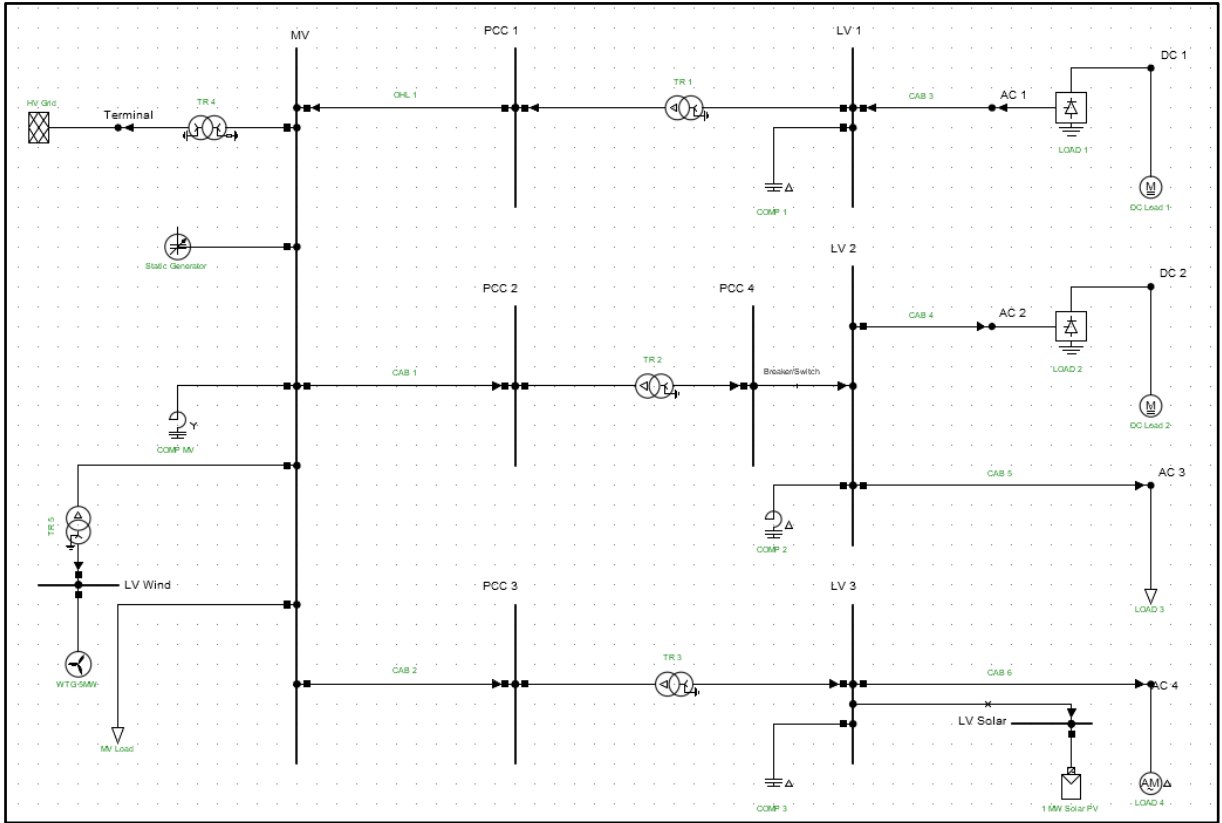 MV
PCC 1
LV 1
DC 1
HV Grid
Terminal
TR 4
OHL 1
TR 1
CAB 3
AC 1
LOAD 1
COMP 1
M
DC Load 1
Static Generator
LV 2
PCC 2
PCC 4
DC 2
CAB 4
AC 2
TR 2
CAB 1
Breaker/Switch
LOAD 2
M
DC Load 2
COMP MV
Y
CAB 5
AC 3
TR 5
COMP 2
LV Wind
PCC 3
LV 3
LOAD 3
TR 3
CAB 2
CAB 6
AC 4
WTG 5MW
LV Solar
MV Load
COMP 3
1 MW Solar PV
AM
LOAD 4